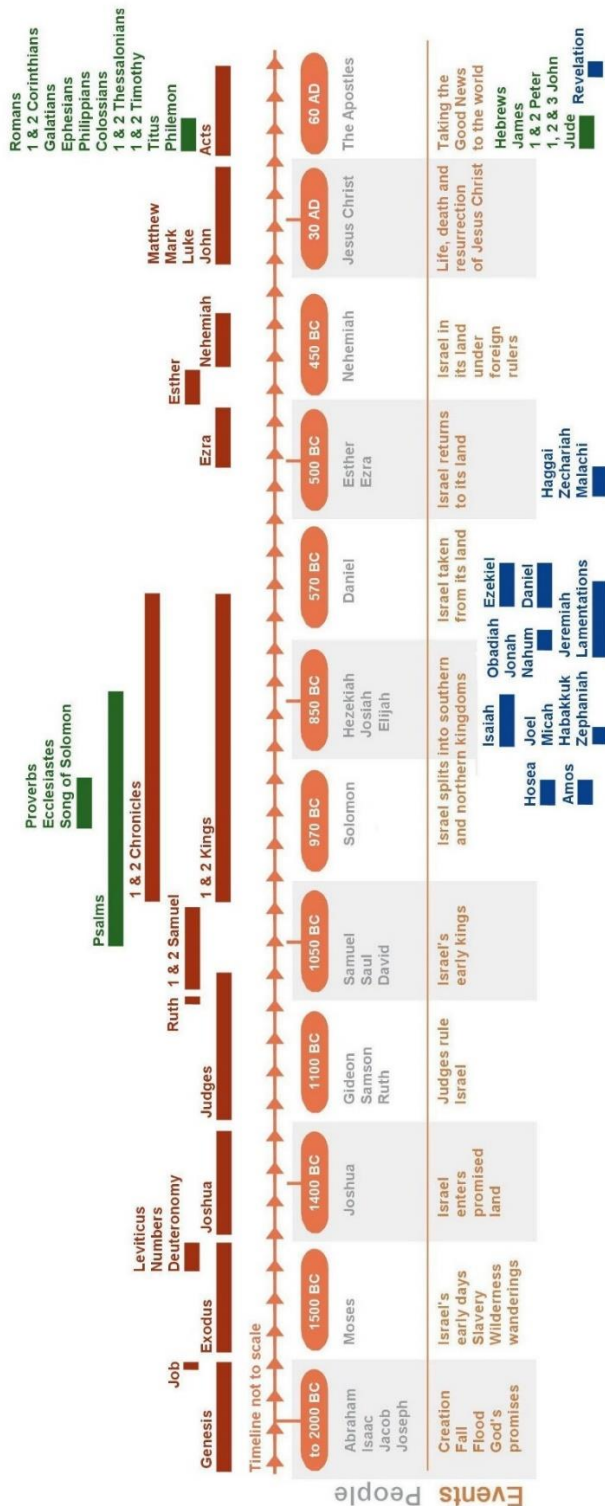 Proverbs
Ecclesiastes
Song of Solomon
Psalms
1 & 2 Chronicles
Romans
1 & 2 Corinthians
Galatians
Ephesians
Philippians
Colossians
1 & 2 Thessalonians
1 & 2 Timothy
Titus
Philemon
Job
Leviticus
Numbers
Deuteronomy
Ruth
1 & 2 Samuel
Esther
Matthew
Mark
Luke
John
Genesis
Exodus
Joshua
Judges
1 & 2 Kings
Ezra
Nehemiah
Acts
Timeline not to scale
to 2000 BC
1500 BC
1400 BC
1100 BC
1050 BC
970 BC
850 BC
570 BC
500 BC
450 BC
30 AD
60 AD
People
Abraham
Isaac
Jacob
Joseph
Moses
Joshua
Gideon
Samson
Ruth
Samuel
Saul
David
Solomon
Hezekiah
Josiah
Elijah
Daniel
Esther
Ezra
Nehemiah
Jesus Christ
The Apostles
Events
Creation
Fall
Flood
God's
promises
Israel's
early days
Slavery
Wilderness
wanderings
Israel
enters
promised
land
Judges rule
Israel
Israel's
early kings
Israel splits into southern
and northern kingdoms
Israel taken
from its land
Israel returns
to its land
Israel in
its land
under
foreign
rulers
Life, death and
resurrection
of Jesus Christ
Taking the
Good News
to the world
Hosea
Amos
Isaiah
Joel
Micah
Habakkuk
Zephaniah
Obadiah
Jonah
Nahum
Jeremiah
Lamentations
Ezekiel
Daniel
Haggai
Zechariah
Malachi
Hebrews
James
1 & 2 Peter
1, 2 & 3 John
Jude
Revelation